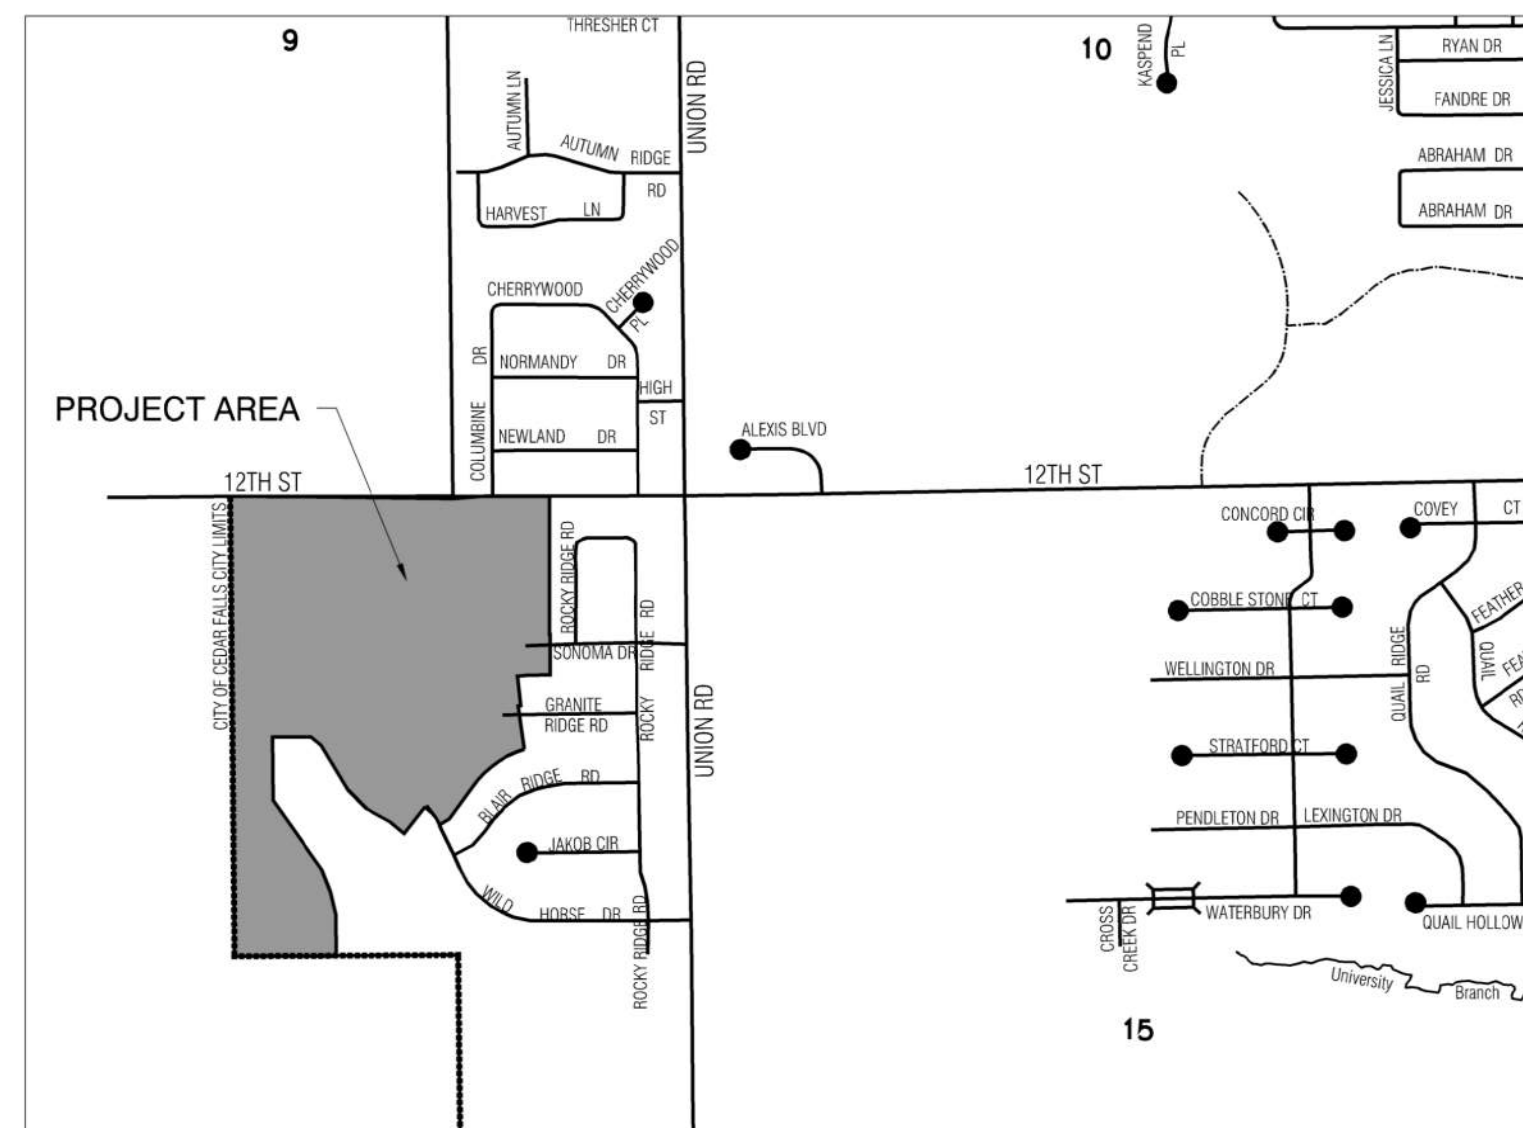 THRESHER CT
9
10
KASPEND
PL
JESSICA LN
RYAN DR
FANDRE DR
ABRAHAM DR
ABRAHAM DR
AUTUMN LN
AUTUMN RIDGE
RD
UNION RD
HARVEST LN
CHERRYWOOD
CHERRYWOOD
PL
COLUMBINE DR
NORMANDY DR
HIGH
ST
NEWLAND DR
PROJECT AREA
ALEXIS BLVD
12TH ST
12TH ST
CITY OF CEDAR FALLS CITY LIMITS
ROCKY RIDGE RD
SONOMA DR
ROCKY RIDGE RD
GRANITE
RIDGE RD
UNION RD
BLAIR RIDGE RD
JAKOB CIR
WILD HORSE DR
ROCKY RIDGE RD
CONCORD CIR
COVEY CT
COBBLE STONE CT
FEATHER
WELLINGTON DR
QUAIL RIDGE
RD
QUAIL
FEA
RD
STRATFORD CT
PENDLETON DR
LEXINGTON DR
CROSS
CREEK DR
WATERBURY DR
QUAIL HOLLOW
University Branch
15